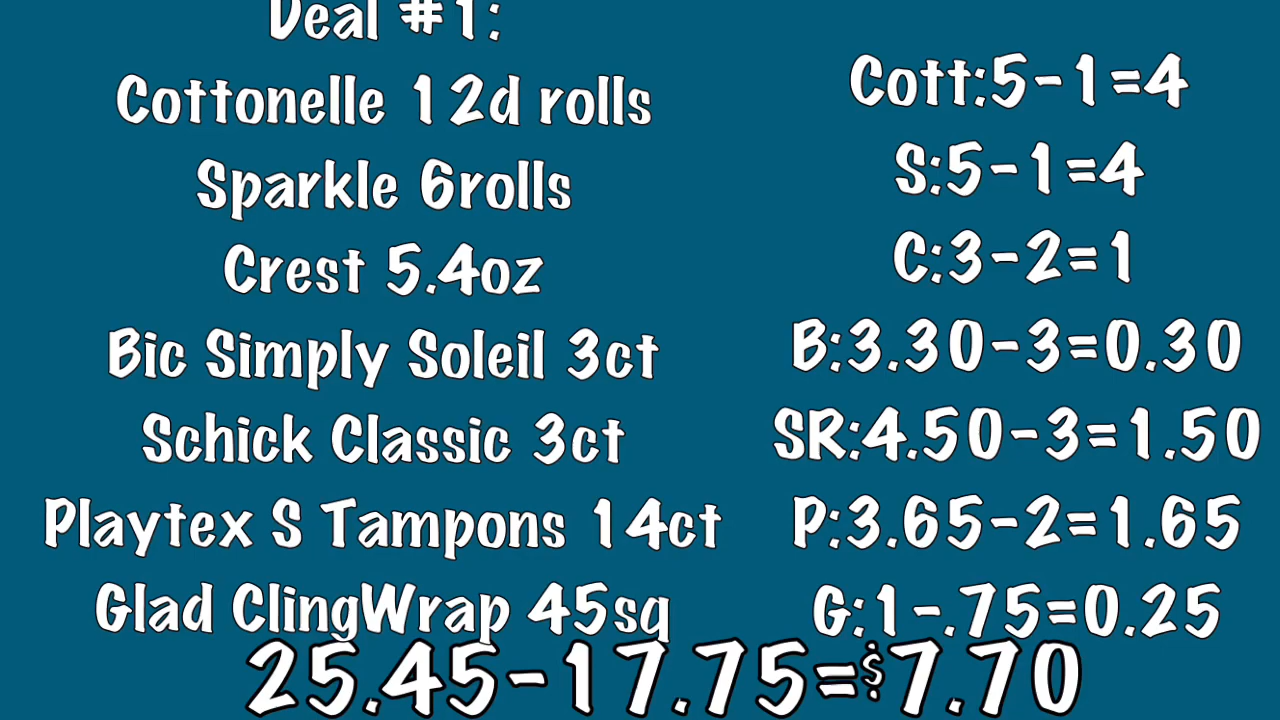 Deal #1:
Cottonelle 12d rolls
Sparkle 6rolls
Crest 5.4oz
Bic Simply Soleil 3ct
Schick Classic 3ct
Playtex S Tampons 14ct
Glad ClingWrap 45sq
Cott:5-1=4
S:5-1=4
C:3-2=1
B:3.30-3=0.30
SR:4.50-3=1.50
P:3.65-2=1.65
G:1-.75=0.25
25.45-17.75=$7.70